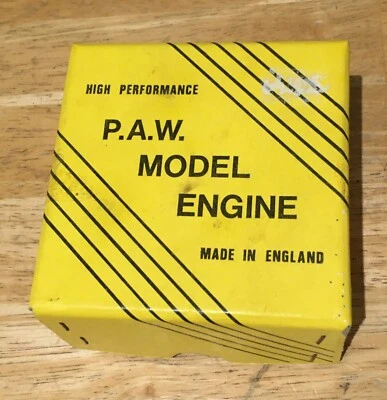 HIGH PERFORMANCE
P.A.W.
MODEL
ENGINE
MADE IN ENGLAND